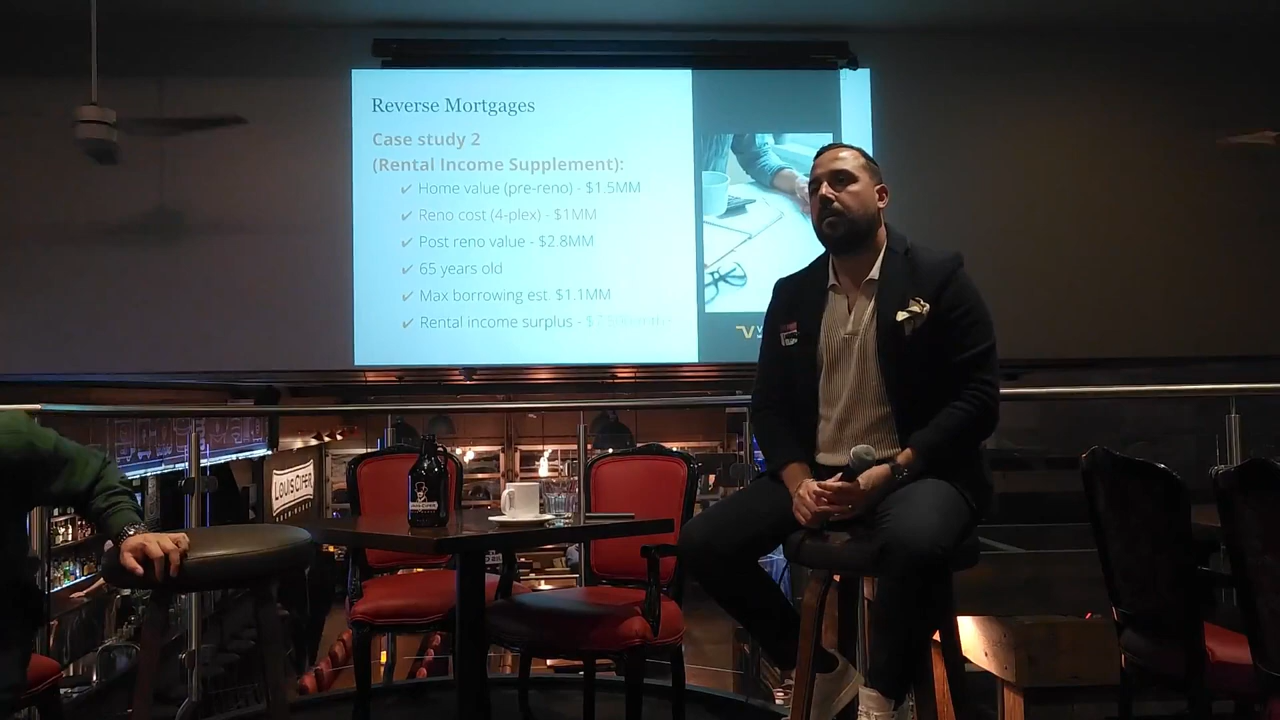 Reverse Mortgages
Case study 2
(Rental Income Supplement):
✔ Home value (pre-reno) - $1.5MM
✔ Reno cost (4-plex) - $1MM
✔ Post reno value - $2.8MM
✔ 65 years old
✔ Max borrowing est. $1.1MM
✔ Rental income surplus -
LOUIS CIFER